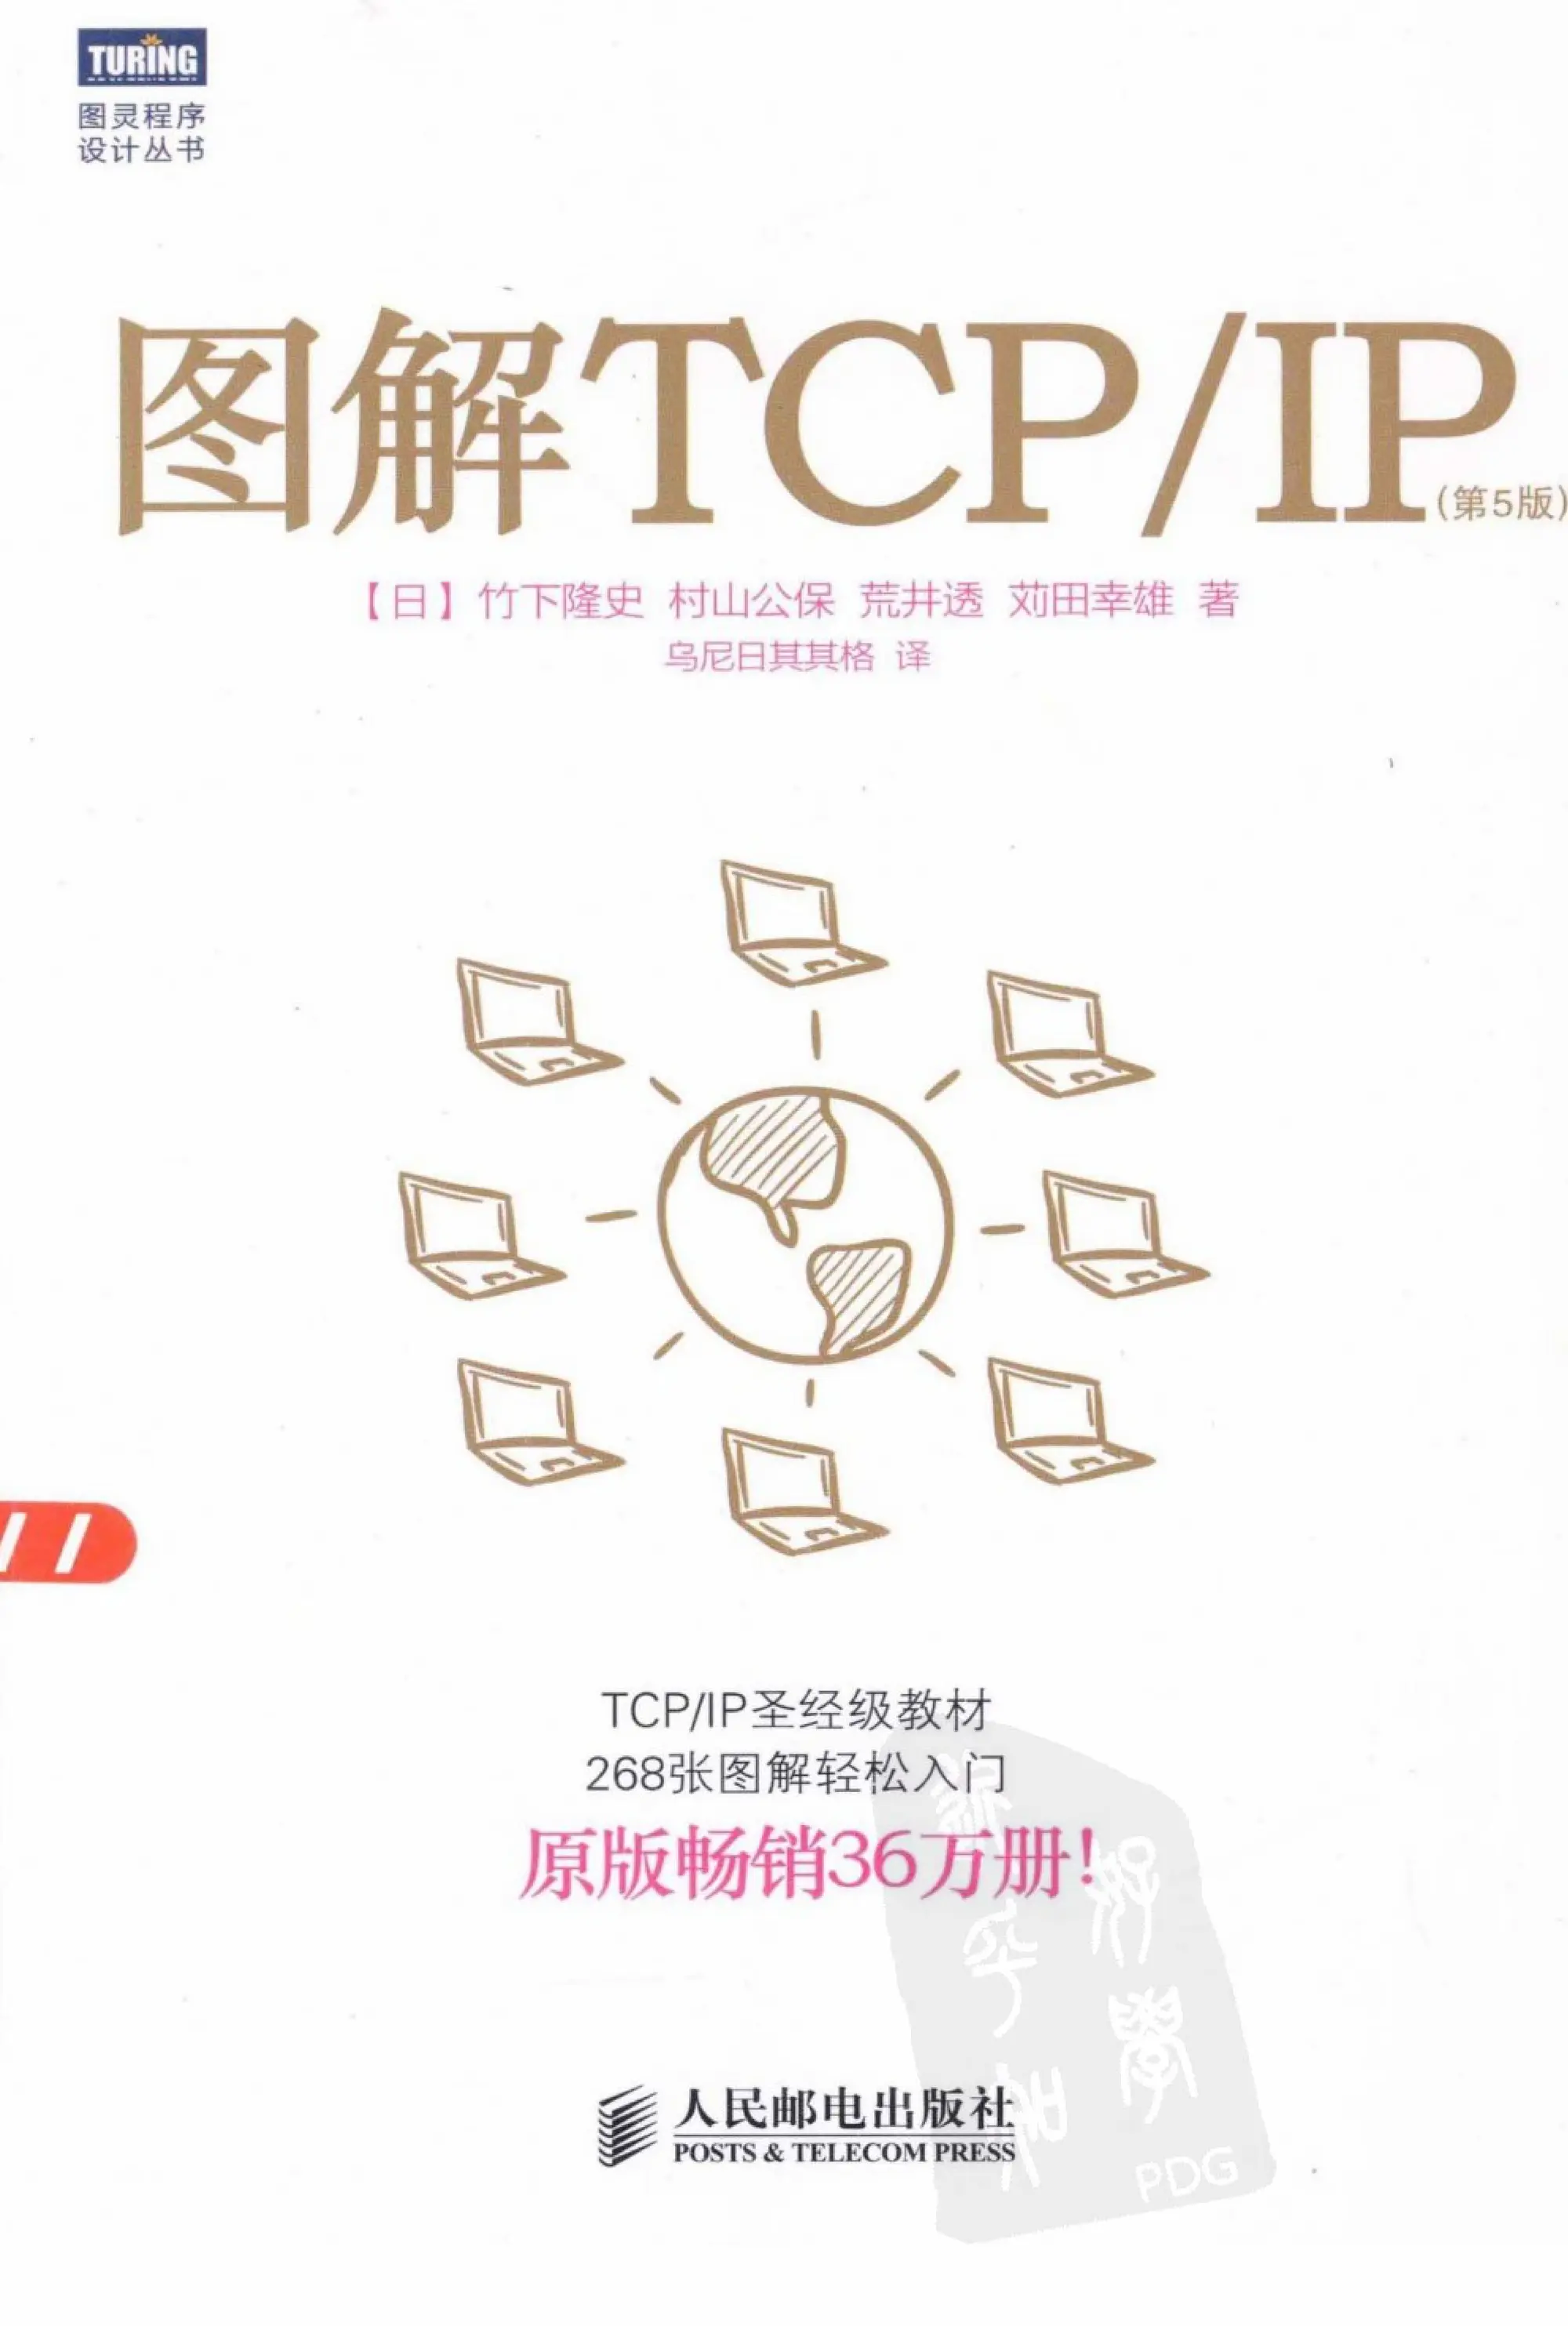 TURING
图灵程序
设计丛书
图解TCP/IP(第5版)
【日】竹下隆史 村山公保 荒井透 苅田幸雄 著
乌尼日其其格 译
TCP/IP圣经级教材
268张图解轻松入门
原版畅销36万册!
人民邮电出版社
POSTS & TELECOM PRESS
PDG